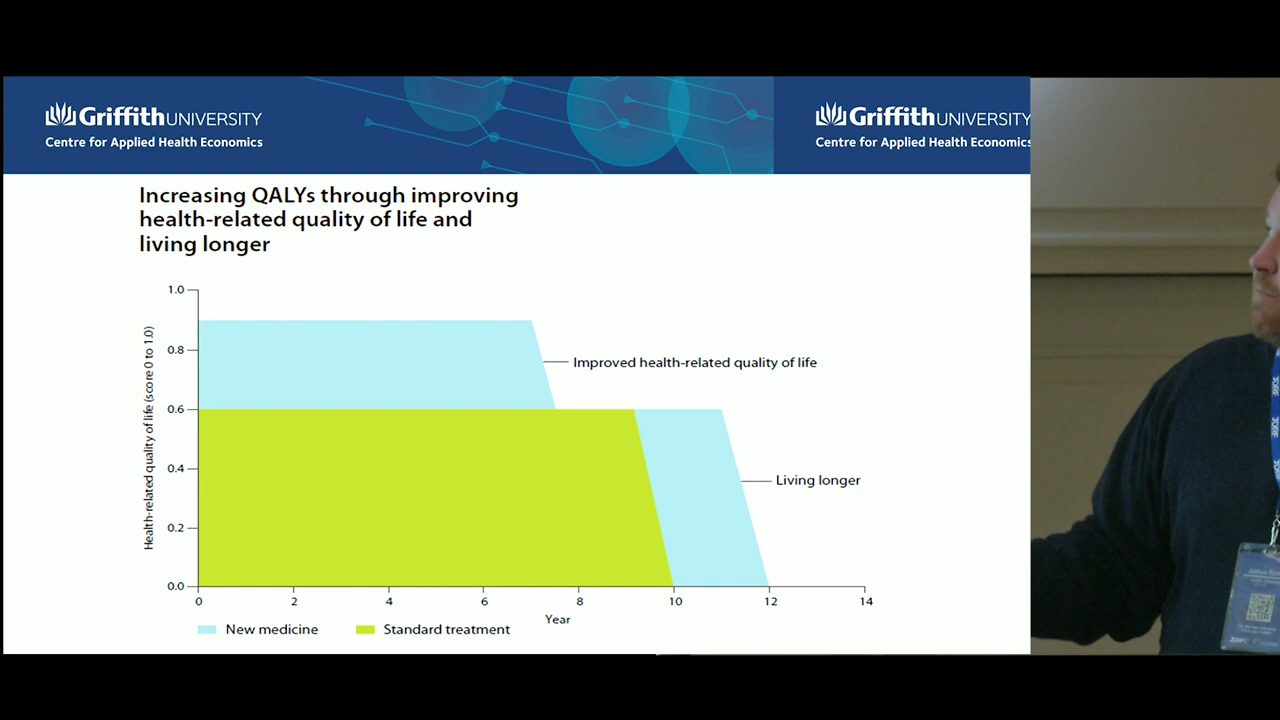 Griffith UNIVERSITY
Centre for Applied Health Economics
Griffith UNIVERSITY
Centre for Applied Health Economics
Increasing QALYs through improving
health-related quality of life and
living longer
Health-related quality of life (score 0 to 1.0)
1.0
0.8
0.6
0.4
0.2
0.0
Improved health-related quality of life
Living longer
0 2 4 6 8 10 12 14
Year
New medicine Standard treatment